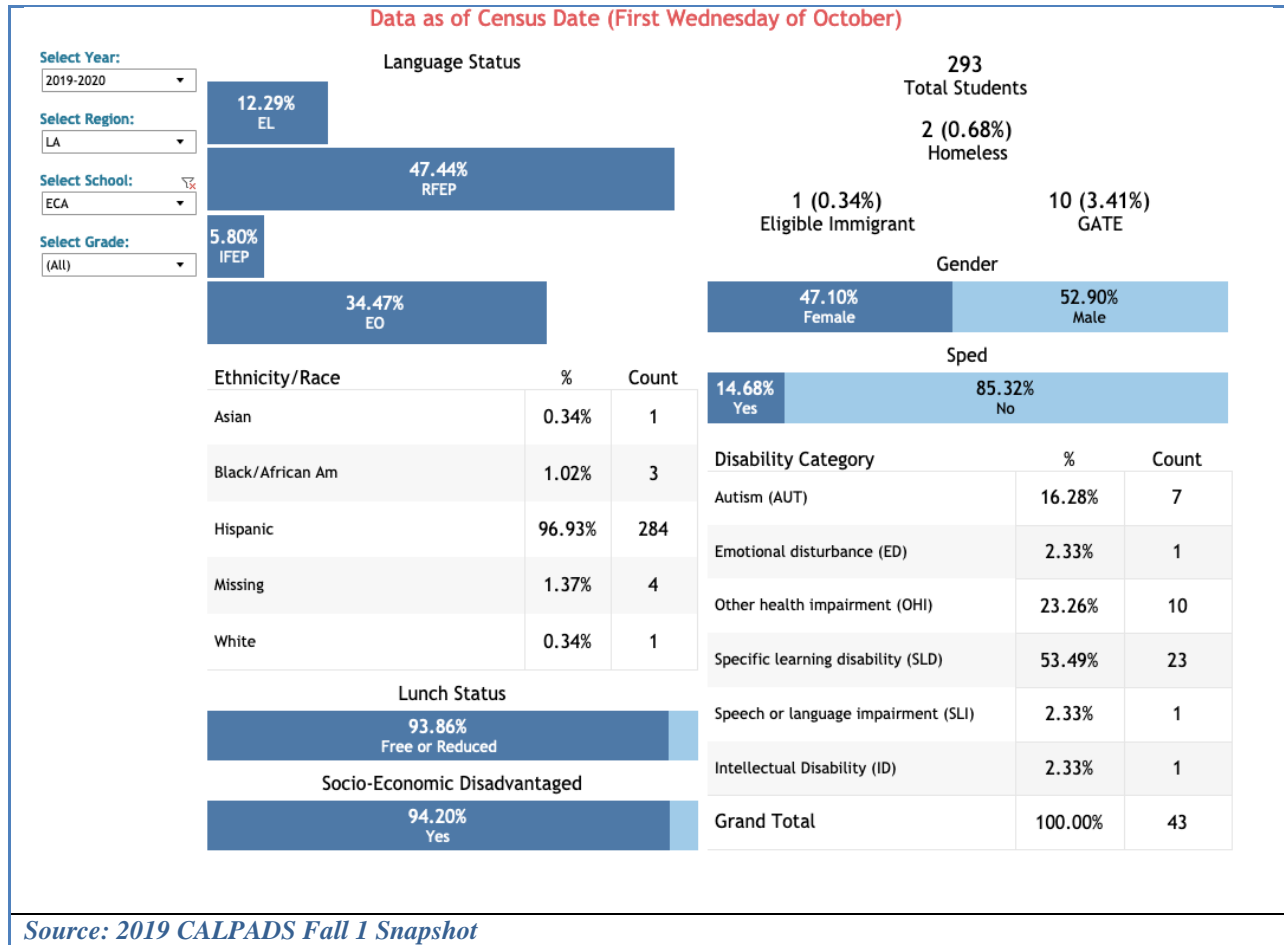 Data as of Census Date (First Wednesday of October)
Select Year:
2019-2020
Select Region:
LA
Select School:
ECA
Select Grade:
(All)
Language Status
12.29%
EL
47.44%
RFEP
5.80%
IFEP
34.47%
EO
Ethnicity/Race % Count
Asian 0.34% 1
Black/African Am 1.02% 3
Hispanic 96.93% 284
Missing 1.37% 4
White 0.34% 1
Lunch Status
93.86%
Free or Reduced
Socio-Economic Disadvantaged
94.20%
Yes
293
Total Students
2 (0.68%)
Homeless
1 (0.34%) 10 (3.41%)
Eligible Immigrant GATE
Gender
47.10% 52.90%
Female Male
Sped
14.68% 85.32%
Yes No
Disability Category % Count
Autism (AUT) 16.28% 7
Emotional disturbance (ED) 2.33% 1
Other health impairment (OHI) 23.26% 10
Specific learning disability (SLD) 53.49% 23
Speech or language impairment (SLI) 2.33% 1
Intellectual Disability (ID) 2.33% 1
Grand Total 100.00% 43
Source: 2019 CALPADS Fall 1 Snapshot